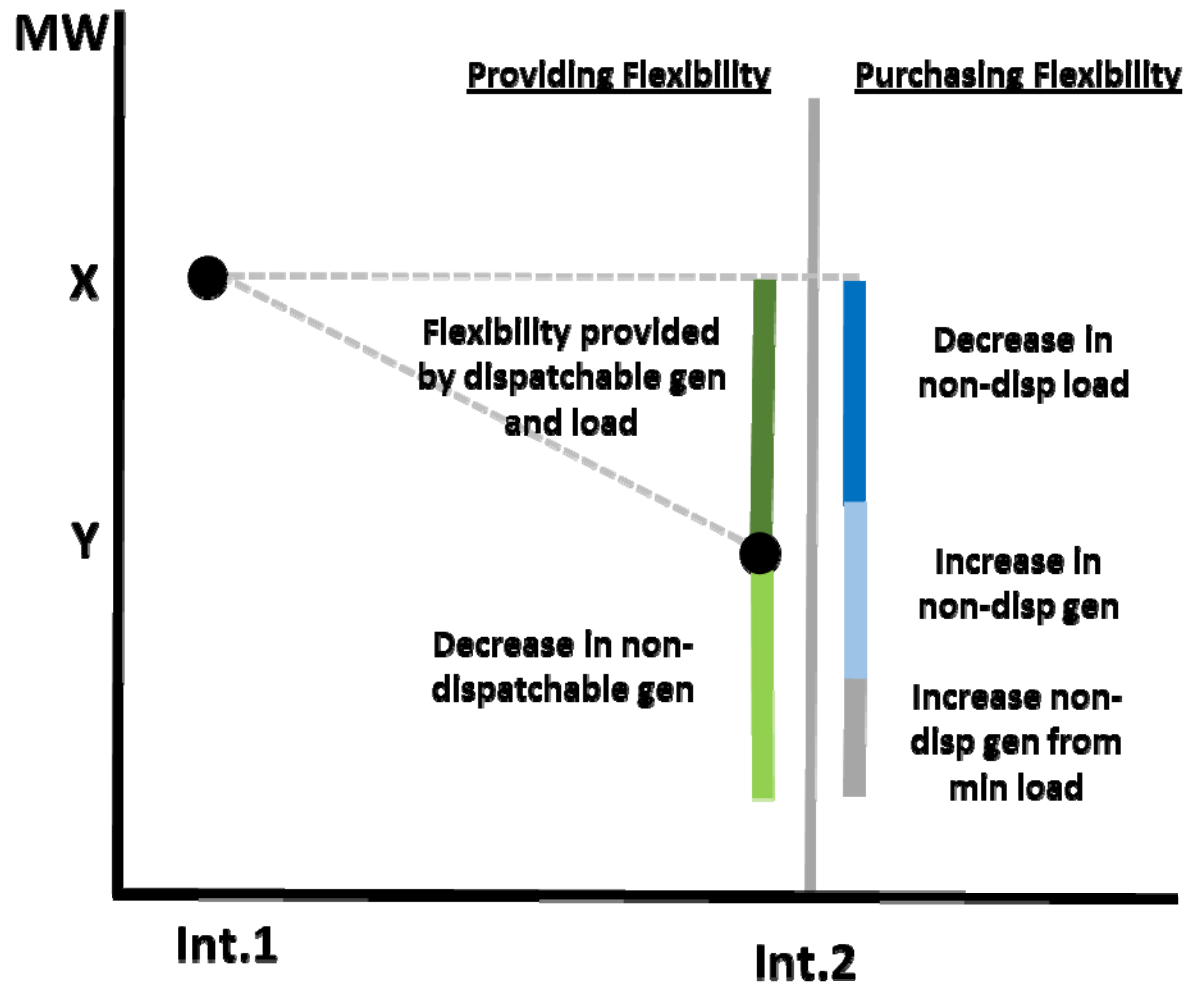 MW
Providing Flexibility
Purchasing Flexibility
X
Flexibility provided
by dispatchable gen
and load
Decrease in
non-disp load
Y
Increase in
non-disp gen
Decrease in non-
dispatchable gen
Increase non-
disp gen from
min load
Int.1
Int.2